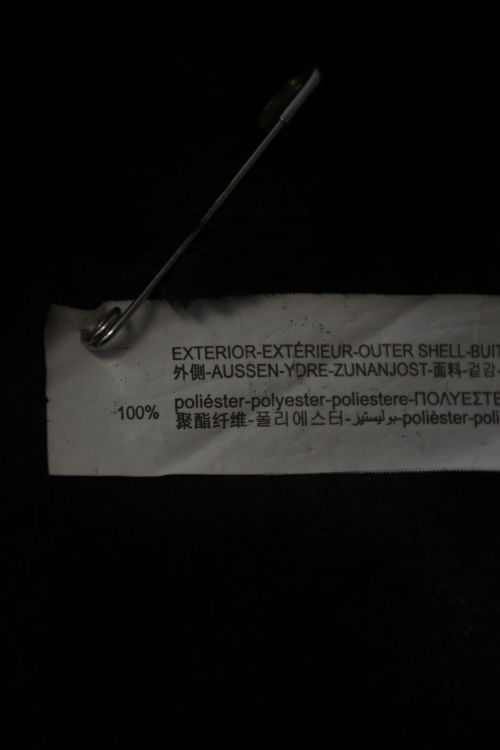 EXTERIOR-EXTÉRIEUR-OUTER SHELL-BUIT
外側-AUSSEN-YDRE-ZUNANJOST-面料-겉감-
100% poliéster-polyester-poliestere-ΠΟΛΥΕΣΤΕ
聚酯纤维-폴리에스터-بوليستير-polièster-poli